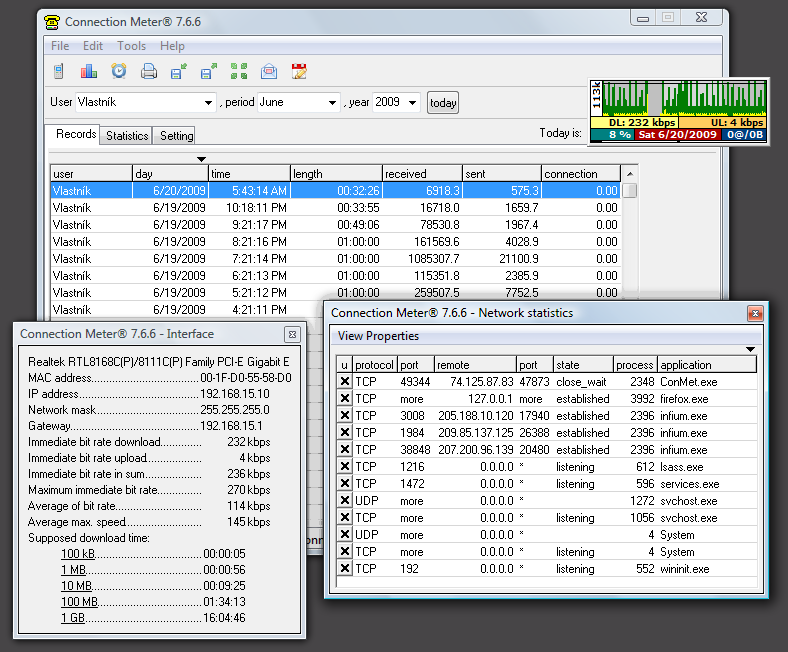 Connection Meter® 7.6.6
File Edit Tools Help
User Vlastník , period June , year 2009 today
113k
DL: 232 kbps UL: 4 kbps
8 % Sat 6/20/2009 0@/0B
Records Statistics Setting Today is:
user day time length received sent connection
Vlastník 6/20/2009 5:43:14 AM 00:32:26 6918.3 575.3 0.00
Vlastník 6/19/2009 10:18:11 PM 00:33:55 16718.0 1659.7 0.00
Vlastník 6/19/2009 9:21:17 PM 00:49:06 78530.8 1967.4 0.00
Vlastník 6/19/2009 8:21:16 PM 01:00:00 161569.6 4028.9 0.00
Vlastník 6/19/2009 7:21:14 PM 01:00:00 1085307.7 21100.9 0.00
Vlastník 6/19/2009 6:21:13 PM 01:00:00 115351.8 2385.9 0.00
Vlastník 6/19/2009 5:21:12 PM 01:00:00 259507.5 7752.5 0.00
Vlastník 6/19/2009 4:21:11 PM
Connection Meter® 7.6.6 - Interface
Realtek RTL8168C(P)/8111C(P) Family PCI-E Gigabit E
MAC address 00-1F-D0-55-58-D0
IP address 192.168.15.10
Network mask 255.255.255.0
Gateway 192.168.15.1
Immediate bit rate download 232 kbps
Immediate bit rate upload 4 kbps
Immediate bit rate in sum 236 kbps
Maximum immediate bit rate 270 kbps
Average of bit rate 114 kbps
Average max. speed 145 kbps
Supposed download time:
100 kB 00:00:05
1 MB 00:00:56
10 MB 00:09:25
100 MB 01:34:13
1 GB 16:04:46
Connection Meter® 7.6.6 - Network statistics
View Properties
u protocol port remote port state process application
TCP 49344 74.125.87.83 47873 close_wait 2348 ConMet.exe
TCP more 127.0.0.1 more established 3992 firefox.exe
TCP 3008 205.188.10.120 17940 established 2396 infium.exe
TCP 1984 209.85.137.125 26388 established 2396 infium.exe
TCP 38848 207.200.96.139 20480 established 2396 infium.exe
TCP 1216 0.0.0.0 * listening 612 lsass.exe
TCP 1472 0.0.0.0 * listening 596 services.exe
UDP more 0.0.0.0 * 1272 svchost.exe
TCP more 0.0.0.0 * listening 1056 svchost.exe
UDP more 0.0.0.0 * 4 System
TCP more 0.0.0.0 * listening 4 System
TCP 192 0.0.0.0 * listening 552 wininit.exe